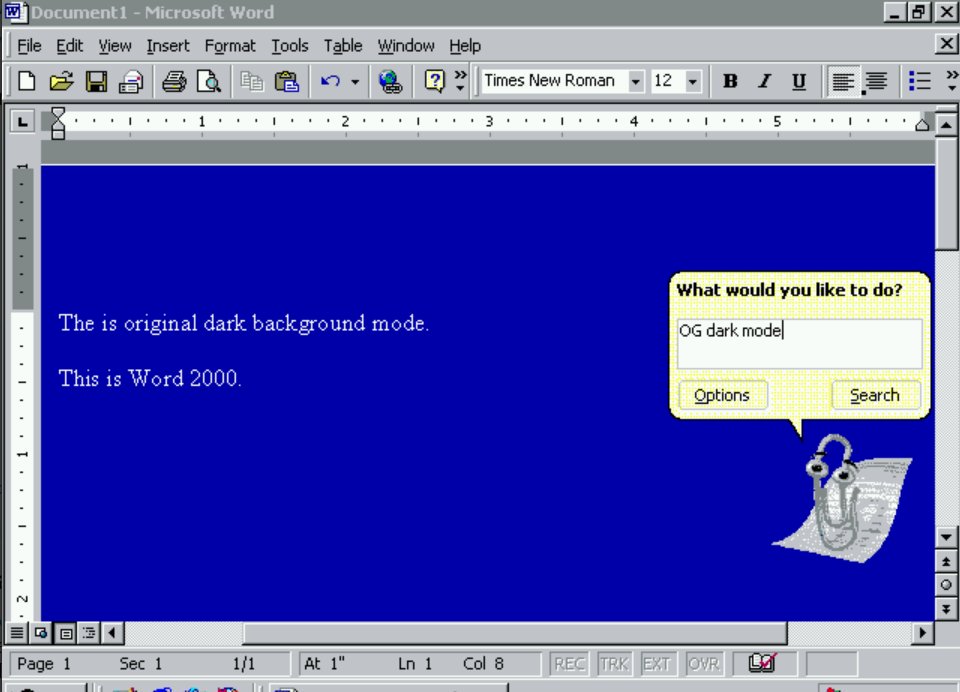 Document1 - Microsoft Word
File Edit View Insert Format Tools Table Window Help
Times New Roman 12 B I U
L
1 2 3 4 5
1
The is original dark background mode.
This is Word 2000.
What would you like to do?
OG dark mode
Options Search
1
2
Page 1 Sec 1 1/1 At 1" Ln 1 Col 8 REC TRK EXT OVR